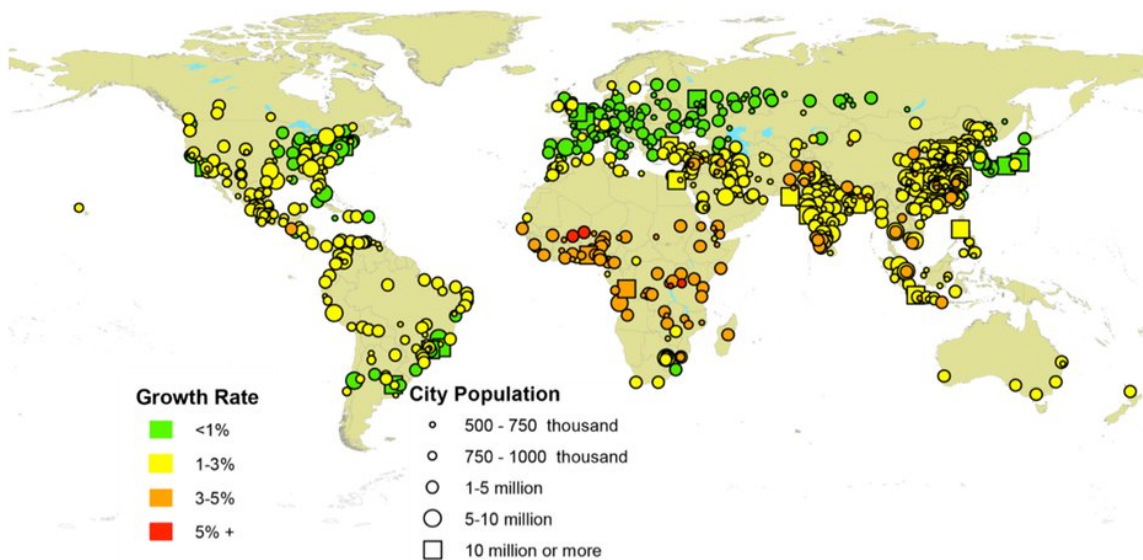 Growth Rate
<1%
1-3%
3-5%
5% +
City Population
500 - 750 thousand
750 - 1000 thousand
1-5 million
5-10 million
10 million or more